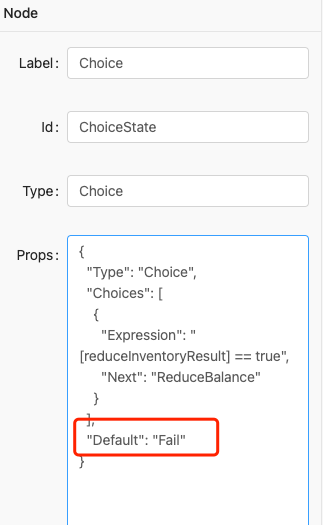 Node
Label: Choice
Id: ChoiceState
Type: Choice
Props: {
"Type": "Choice",
"Choices": [
{
"Expression": "
[reduceInventoryResult] == true",
"Next": "ReduceBalance"
}
],
"Default": "Fail"
}